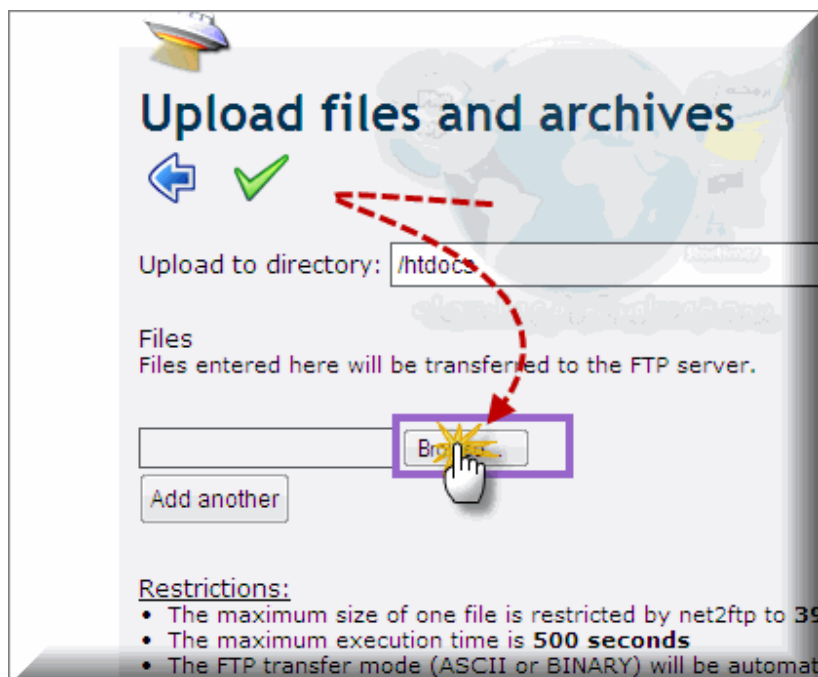 Upload files and archives
Upload to directory: /htdocs
Files
Files entered here will be transferred to the FTP server.
Add another
Restrictions:
• The maximum size of one file is restricted by net2ftp to 39
• The maximum execution time is 500 seconds
• The FTP transfer mode (ASCII or BINARY) will be automat